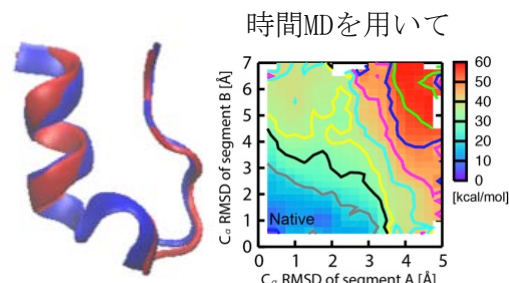 時間MDを用いて
7
6
5
4
3
2
1
0
Cα RMSD of segment B [Å]
Native
0 1 2 3 4 5
Cα RMSD of segment A [Å]
60
50
40
30
20
10
0
[kcal/mol]